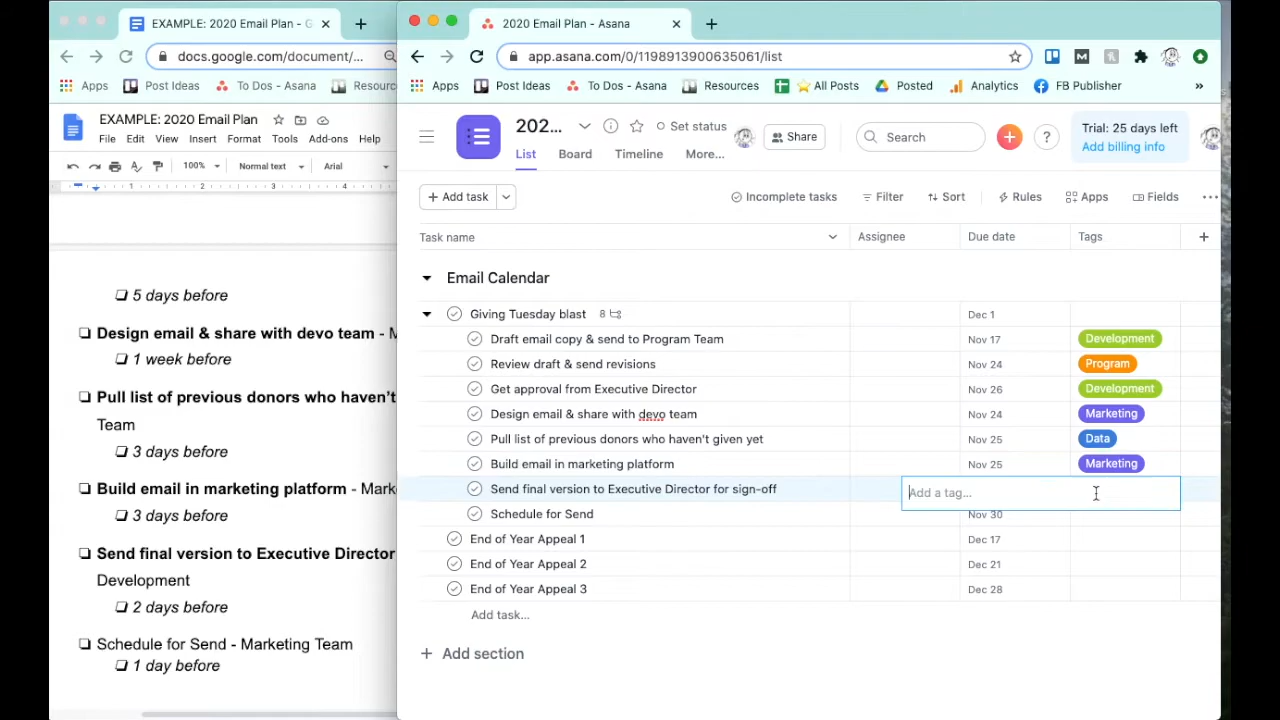 EXAMPLE: 2020 Email Plan - G
docs.google.com/document/...
Apps
Post Ideas
To Dos - Asana
Resourc
EXAMPLE: 2020 Email Plan
File Edit View Insert Format Tools Add-ons Help
100% Normal text Arial
1 2 3 4
5 days before
Design email & share with devo team - M
1 week before
Pull list of previous donors who haven't
Team
3 days before
Build email in marketing platform - Mark
3 days before
Send final version to Executive Director
Development
2 days before
Schedule for Send - Marketing Team
1 day before
2020 Email Plan - Asana
app.asana.com/0/1198913900635061/list
Apps
Post Ideas
To Dos - Asana
Resources
All Posts
Posted
Analytics
FB Publisher
»
202...
Set status
Share
Search
?
Trial: 25 days left
Add billing info
List Board Timeline More...
+ Add task
Incomplete tasks Filter Sort Rules Apps Fields ...
Task name Assignee Due date Tags +
Email Calendar
Giving Tuesday blast 8 Dec 1
Draft email copy & send to Program Team Nov 17 Development
Review draft & send revisions Nov 24 Program
Get approval from Executive Director Nov 26 Development
Design email & share with devo team Nov 24 Marketing
Pull list of previous donors who haven't given yet Nov 25 Data
Build email in marketing platform Nov 25 Marketing
Send final version to Executive Director for sign-off Add a tag...
Schedule for Send Nov 30
End of Year Appeal 1 Dec 17
End of Year Appeal 2 Dec 21
End of Year Appeal 3 Dec 28
Add task...
+ Add section